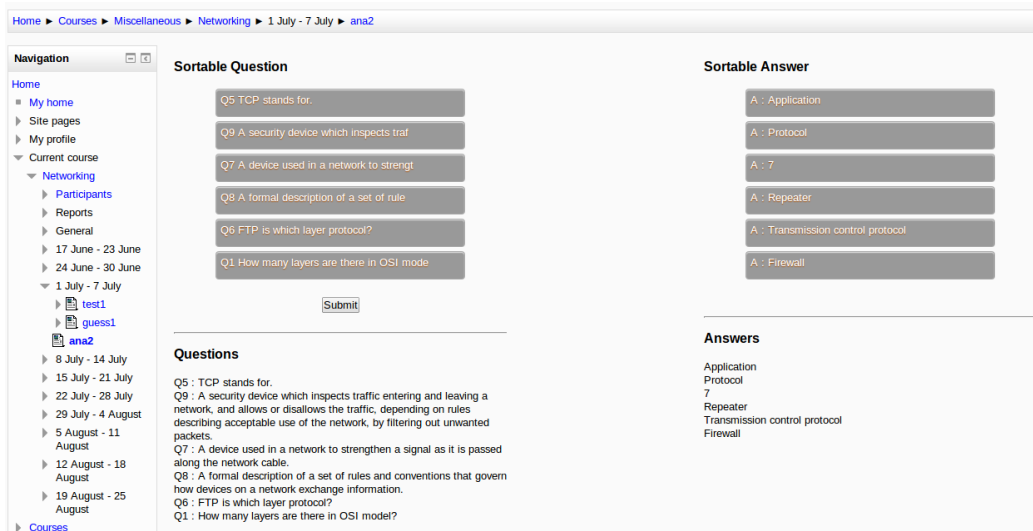 Home ► Courses ► Miscellaneous ► Networking ► 1 July - 7 July ► ana2
Navigation
Home
My home
Site pages
My profile
Current course
Networking
Participants
Reports
General
17 June - 23 June
24 June - 30 June
1 July - 7 July
test1
guess1
ana2
8 July - 14 July
15 July - 21 July
22 July - 28 July
29 July - 4 August
5 August - 11
August
12 August - 18
August
19 August - 25
August
Courses
Sortable Question
Q5 TCP stands for.
Q9 A security device which inspects traf
Q7 A device used in a network to strengt
Q8 A formal description of a set of rule
Q6 FTP is which layer protocol?
Q1 How many layers are there in OSI mode
Submit
Questions
Q5 : TCP stands for.
Q9 : A security device which inspects traffic entering and leaving a
network, and allows or disallows the traffic, depending on rules
describing acceptable use of the network, by filtering out unwanted
packets.
Q7 : A device used in a network to strengthen a signal as it is passed
along the network cable.
Q8 : A formal description of a set of rules and conventions that govern
how devices on a network exchange information.
Q6 : FTP is which layer protocol?
Q1 : How many layers are there in OSI model?
Sortable Answer
A : Application
A : Protocol
A : 7
A : Repeater
A : Transmission control protocol
A : Firewall
Answers
Application
Protocol
7
Repeater
Transmission control protocol
Firewall